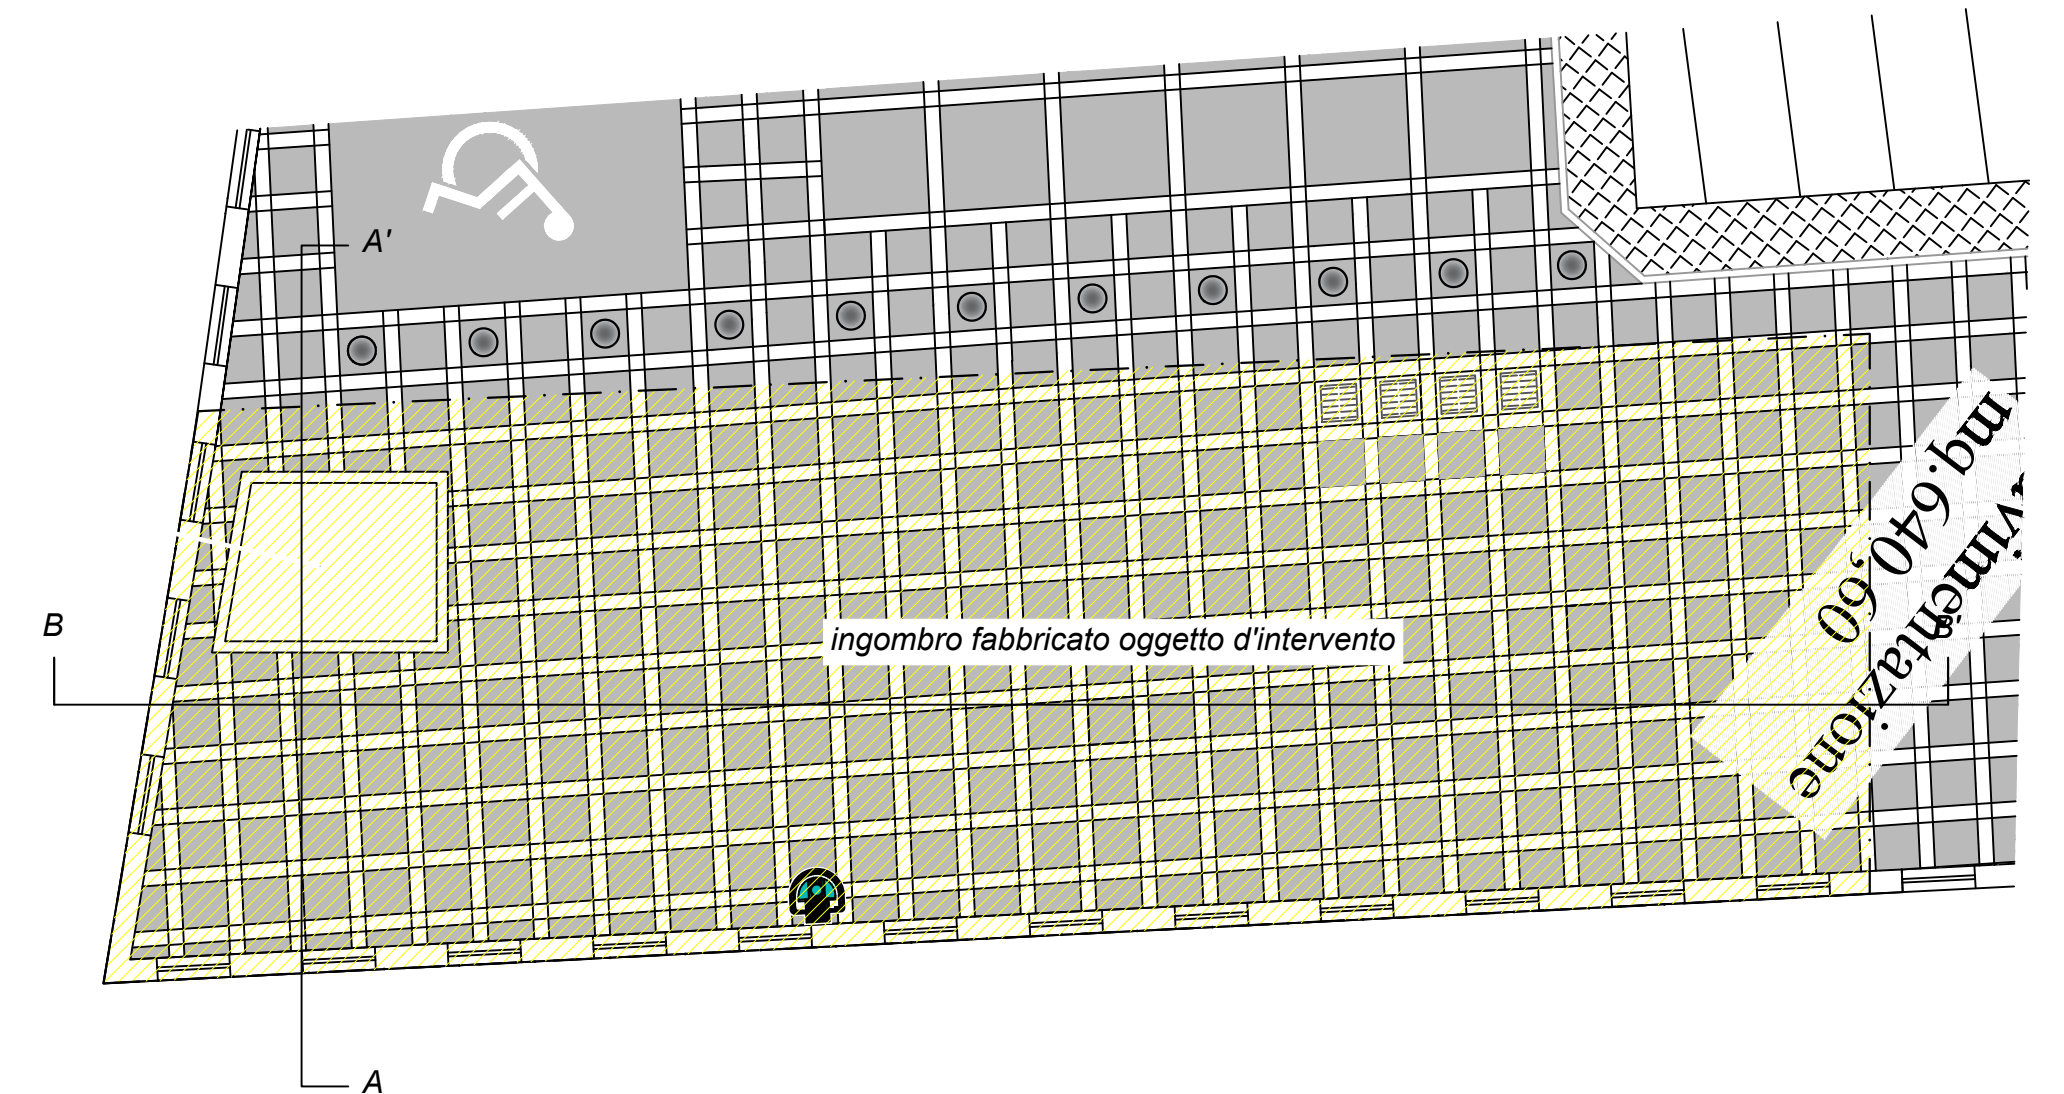 A'
B
ingombro fabbricato oggetto d'intervento
B'
mq. 640,60
A